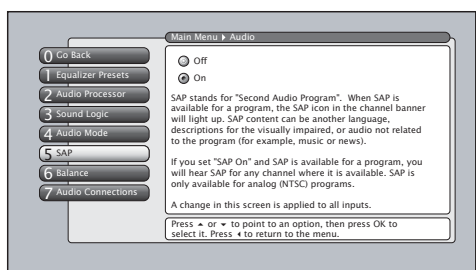 Main Menu ▸ Audio
0 Go Back
1 Equalizer Presets
2 Audio Processor
3 Sound Logic
4 Audio Mode
5 SAP
6 Balance
7 Audio Connections
Off
On
SAP stands for "Second Audio Program". When SAP is
available for a program, the SAP icon in the channel banner
will light up. SAP content can be another language,
descriptions for the visually impaired, or audio not related
to the program (for example, music or news).
If you set "SAP On" and SAP is available for a program, you
will hear SAP for any channel where it is available. SAP is
only available for analog (NTSC) programs.
A change in this screen is applied to all inputs.
Press ▴ or ▾ to point to an option, then press OK to
select it. Press ◂ to return to the menu.